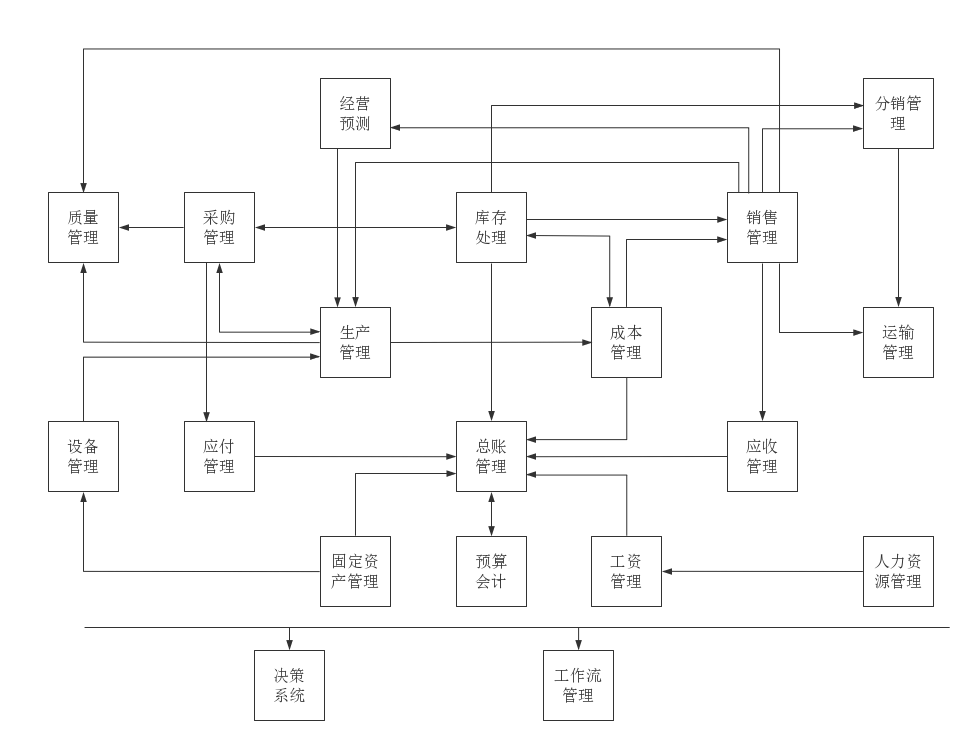 经营
预测
分销管
理
质量
管理
采购
管理
库存
处理
销售
管理
生产
管理
成本
管理
运输
管理
设备
管理
应付
管理
总账
管理
应收
管理
固定资
产管理
预算
会计
工资
管理
人力资
源管理
决策
系统
工作流
管理